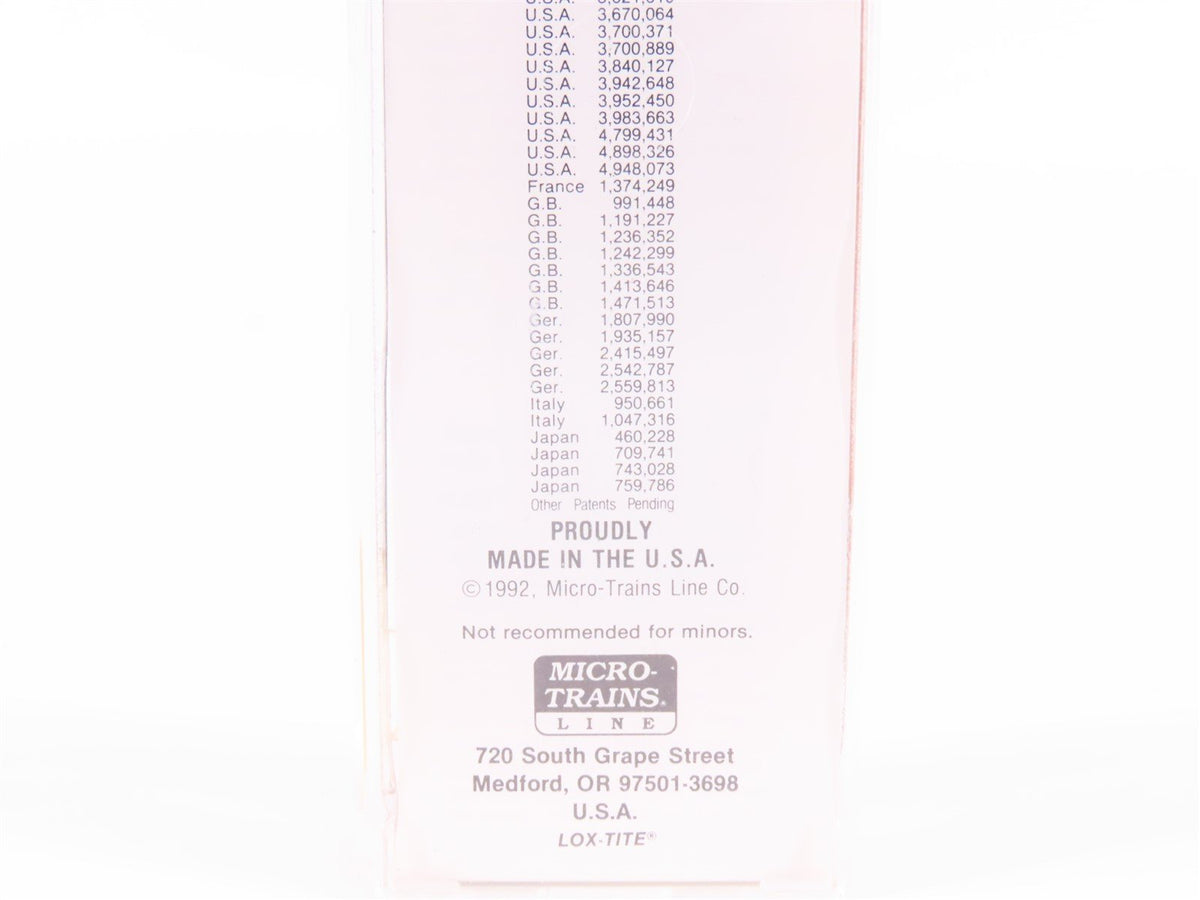 U.S.A. 3,670,064
U.S.A. 3,700,371
U.S.A. 3,700,889
U.S.A. 3,840,127
U.S.A. 3,942,648
U.S.A. 3,952,450
U.S.A. 3,983,663
U.S.A. 4,799,431
U.S.A. 4,898,326
U.S.A. 4,948,073
France 1,374,249
G.B. 991,448
G.B. 1,191,227
G.B. 1,236,352
G.B. 1,242,299
G.B. 1,336,543
G.B. 1,413,646
G.B. 1,471,513
Ger. 1,807,990
Ger. 1,935,157
Ger. 2,415,497
Ger. 2,542,787
Ger. 2,559,813
Italy 950,661
Italy 1,047,316
Japan 460,228
Japan 709,741
Japan 743,028
Japan 759,786
Other Patents Pending
PROUDLY
MADE IN THE U.S.A.
©1992, Micro-Trains Line Co.
Not recommended for minors.
MICRO-
TRAINS®
LINE
720 South Grape Street
Medford, OR 97501-3698
U.S.A.
LOX-TITE®